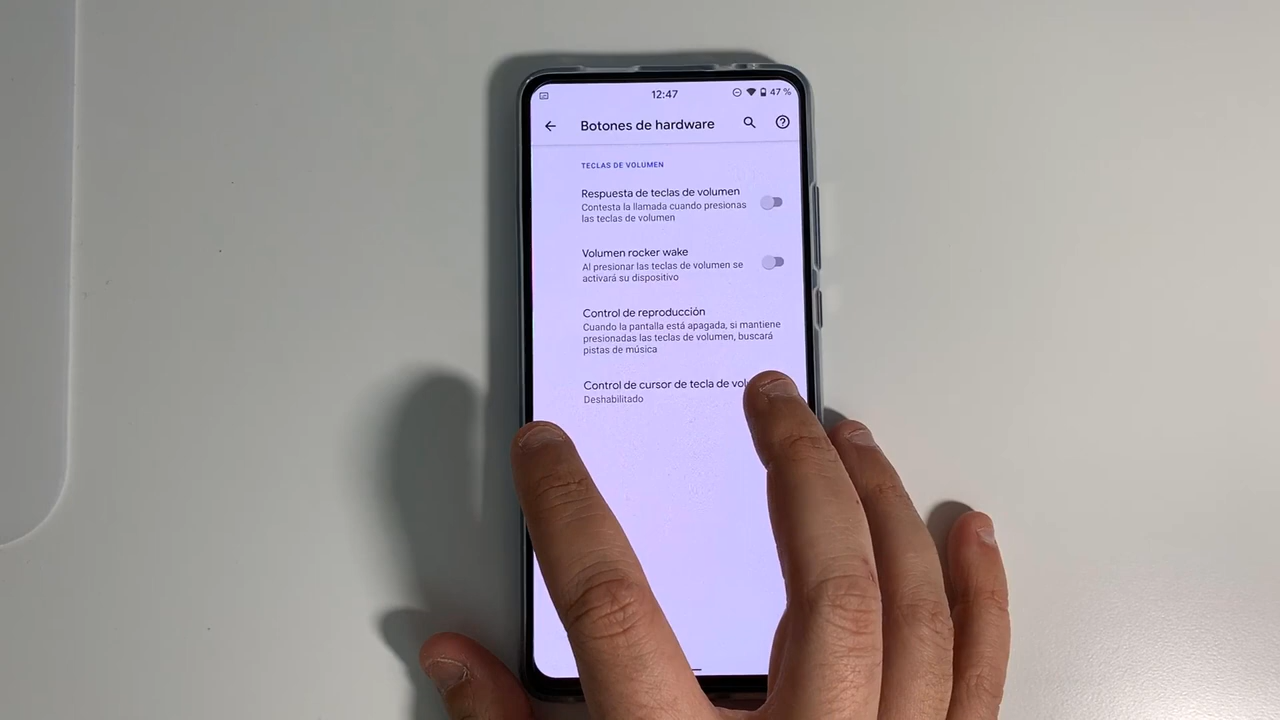 12:47
47 %
Botones de hardware
TECLAS DE VOLUMEN
Respuesta de teclas de volumen
Contesta la llamada cuando presionas
las teclas de volumen
Volumen rocker wake
Al presionar las teclas de volumen se
activará su dispositivo
Control de reproducción
Cuando la pantalla está apagada, si mantiene
presionadas las teclas de volumen, buscará
pistas de música
Control de cursor de tecla de volu
Deshabilitado